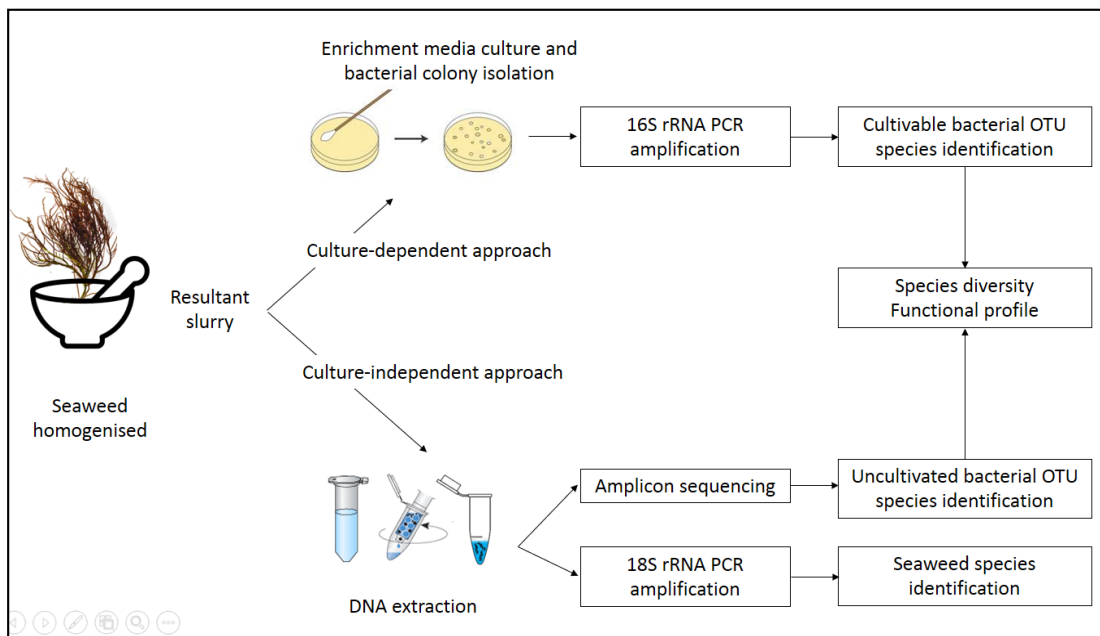 Enrichment media culture and
bacterial colony isolation
16S rRNA PCR
amplification
Cultivable bacterial OTU
species identification
Culture-dependent approach
Resultant
slurry
Species diversity
Functional profile
Culture-independent approach
Seaweed
homogenised
Amplicon sequencing
Uncultivated bacterial OTU
species identification
18S rRNA PCR
amplification
Seaweed species
identification
DNA extraction